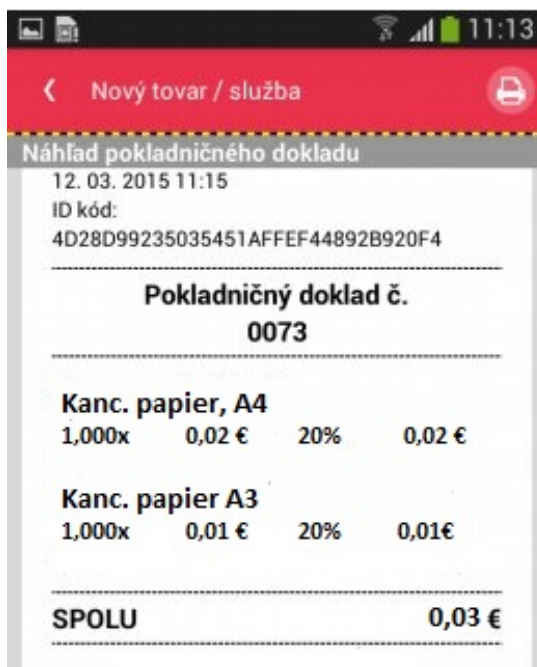 11:13
Nový tovar / služba
Náhľad pokladničného dokladu
12. 03. 2015 11:15
ID kód:
4D28D99235035451AFFEF44892B920F4
Pokladničný doklad č.
0073
Kanc. papier, A4
1,000x 0,02 € 20% 0,02 €
Kanc. papier A3
1,000x 0,01 € 20% 0,01€
SPOLU 0,03 €